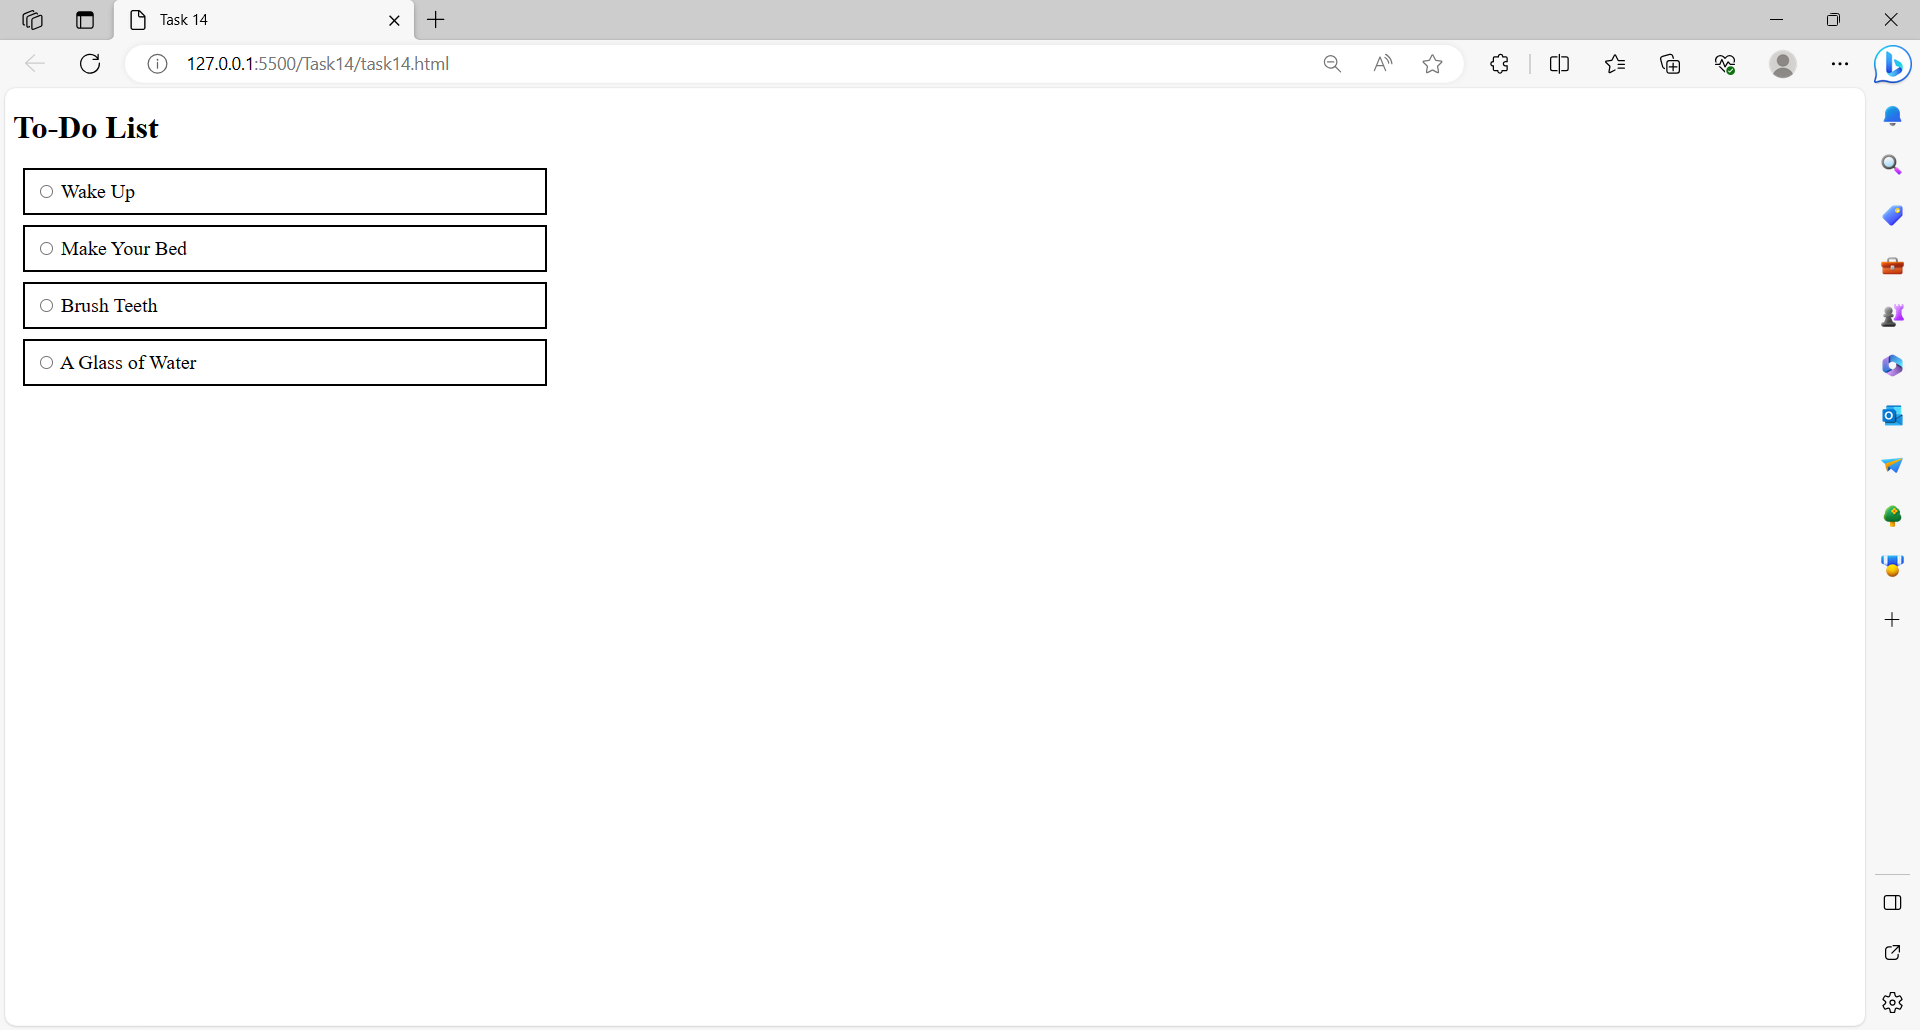 Task 14
127.0.0.1:5500/Task14/task14.html
To-Do List
Wake Up
Make Your Bed
Brush Teeth
A Glass of Water